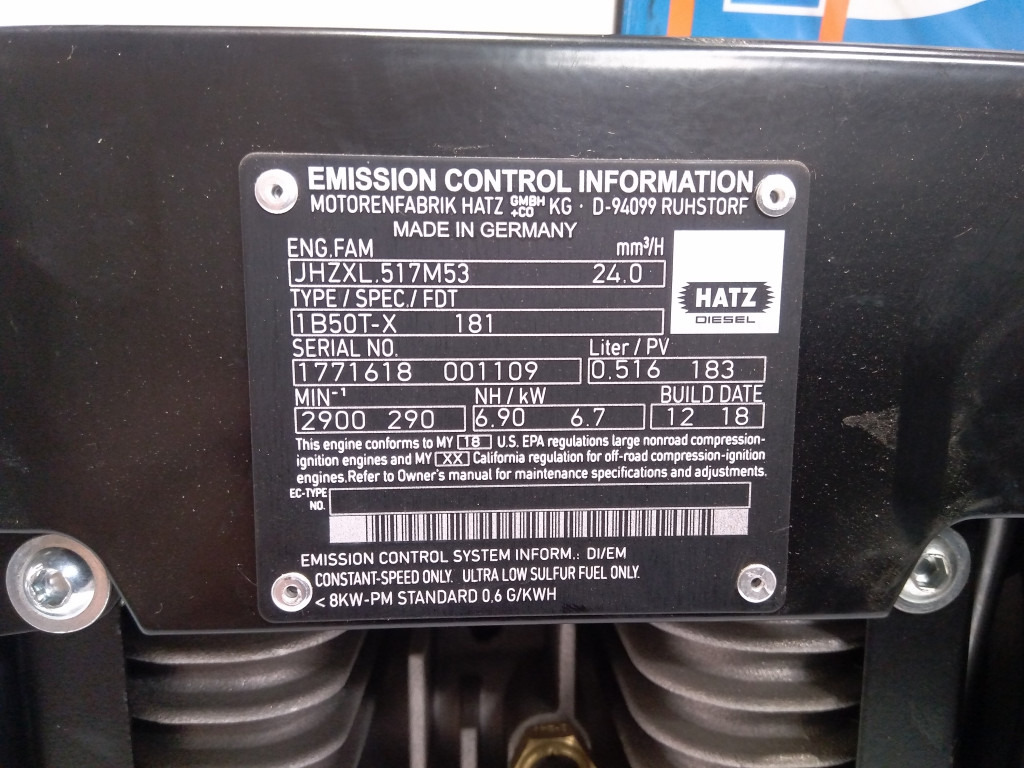 EMISSION CONTROL INFORMATION
MOTORENFABRIK HATZ GMBH +CO KG · D-94099 RUHSTORF
MADE IN GERMANY
ENG.FAM mm³/H
JHZXL.517M53 24.0
HATZ
DIESEL
TYPE / SPEC./ FDT
1B50T-X 181
SERIAL NO. Liter / PV
1771618 001109 0.516 183
MIN⁻¹ NH / kW BUILD DATE
2900 290 6.90 6.7 12 18
This engine conforms to MY 18 U.S. EPA regulations large nonroad compression-
ignition engines and MY XX California regulation for off-road compression-ignition
engines.Refer to Owner's manual for maintenance specifications and adjustments.
EC-TYPE
NO.
EMISSION CONTROL SYSTEM INFORM.: DI/EM
CONSTANT-SPEED ONLY. ULTRA LOW SULFUR FUEL ONLY.
< 8KW-PM STANDARD 0.6 G/KWH